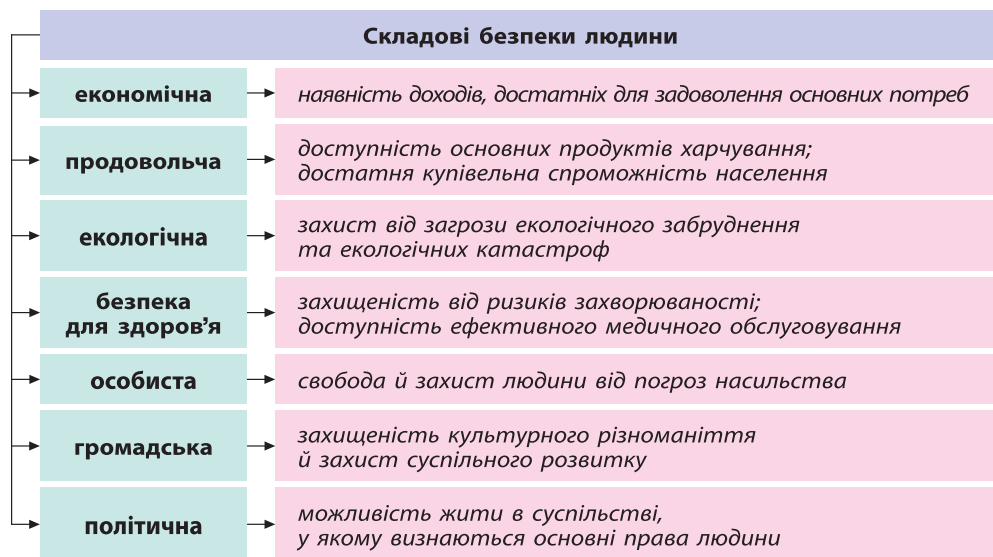 Складові безпеки людини
економічна
наявність доходів, достатніх для задоволення основних потреб
продовольча
доступність основних продуктів харчування;
достатня купівельна спроможність населення
екологічна
захист від загрози екологічного забруднення
та екологічних катастроф
безпека
для здоров’я
захищеність від ризиків захворюваності;
доступність ефективного медичного обслуговування
особиста
свобода й захист людини від погроз насильства
громадська
захищеність культурного різноманіття
й захист суспільного розвитку
політична
можливість жити в суспільстві,
у якому визнаються основні права людини